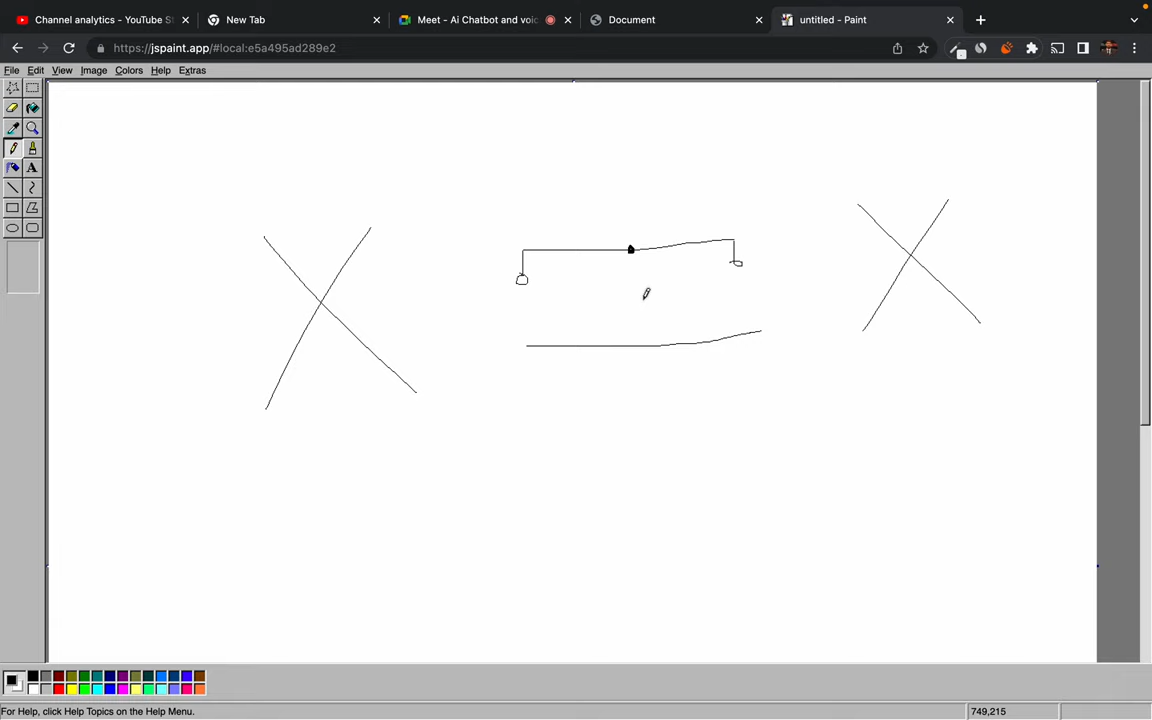 Channel analytics - YouTube St
New Tab
Meet - Ai Chatbot and voic
Document
untitled - Paint
https://jspaint.app/#local:e5a495ad289e2
File Edit View Image Colors Help Extras
For Help, click Help Topics on the Help Menu.
749,215